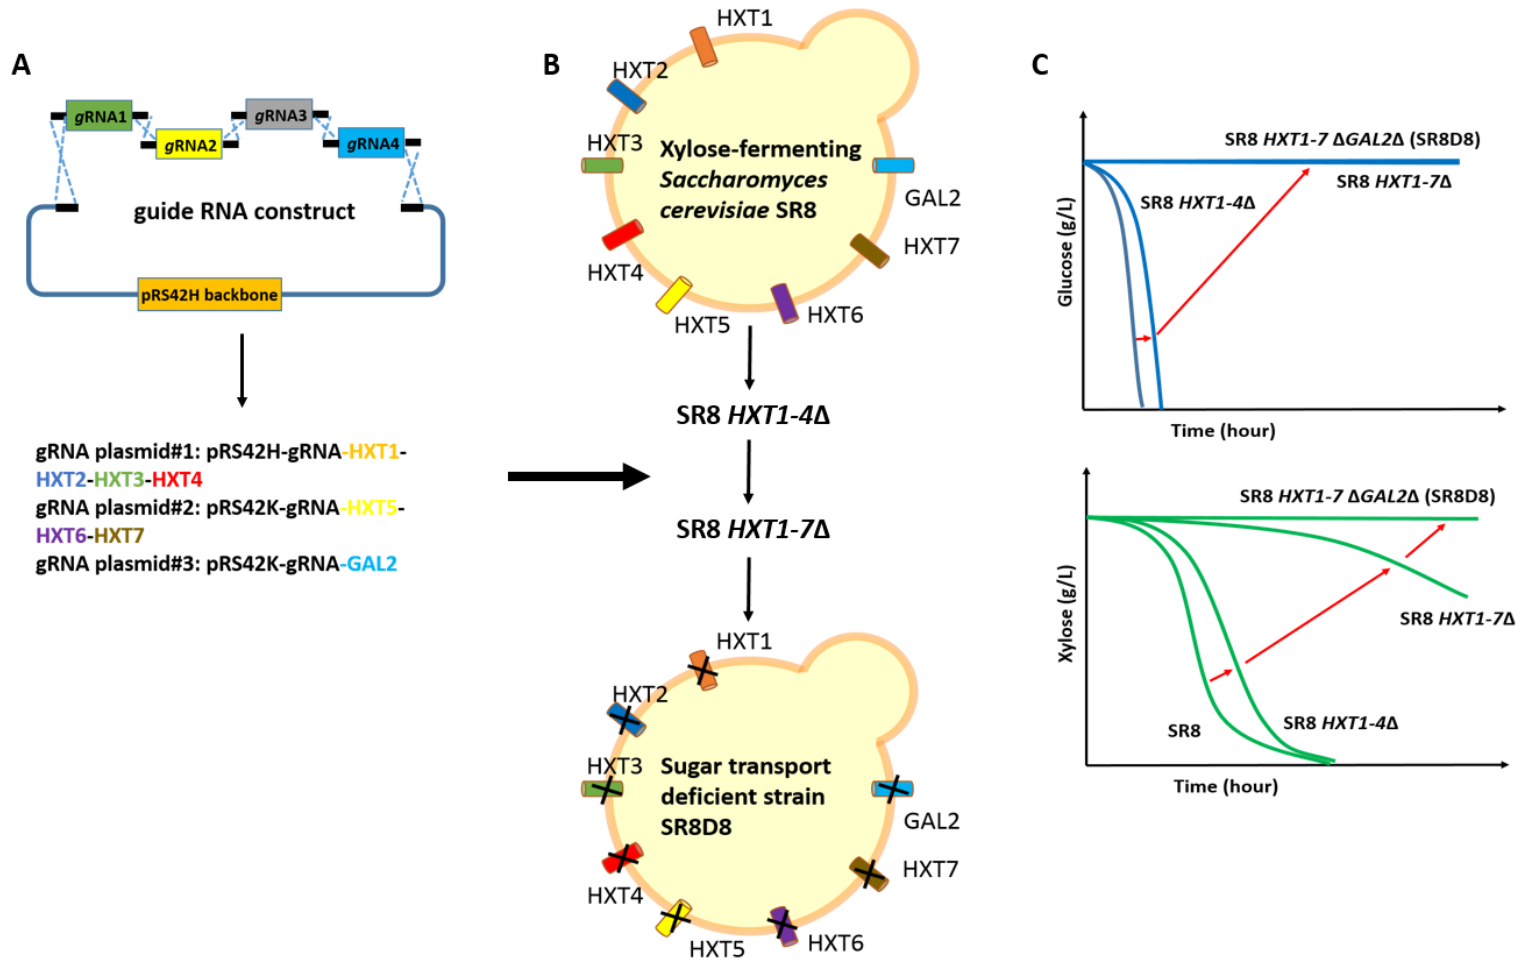 A
gRNA1
gRNA2
gRNA3
gRNA4
guide RNA construct
pRS42H backbone
gRNA plasmid#1: pRS42H-gRNA-HXT1-
HXT2-HXT3-HXT4
gRNA plasmid#2: pRS42K-gRNA-HXT5-
HXT6-HXT7
gRNA plasmid#3: pRS42K-gRNA-GAL2
B
HXT1
HXT2
HXT3
Xylose-fermenting
Saccharomyces
cerevisiae SR8
GAL2
HXT7
HXT4
HXT5
HXT6
SR8 HXT1-4Δ
SR8 HXT1-7Δ
HXT1
HXT2
HXT3
Sugar transport
deficient strain
SR8D8
GAL2
HXT7
HXT4
HXT5
HXT6
C
SR8 HXT1-7 ΔGAL2Δ (SR8D8)
SR8 HXT1-7Δ
SR8 HXT1-4Δ
Glucose (g/L)
Time (hour)
SR8 HXT1-7 ΔGAL2Δ (SR8D8)
SR8 HXT1-7Δ
Xylose (g/L)
SR8
SR8 HXT1-4Δ
Time (hour)